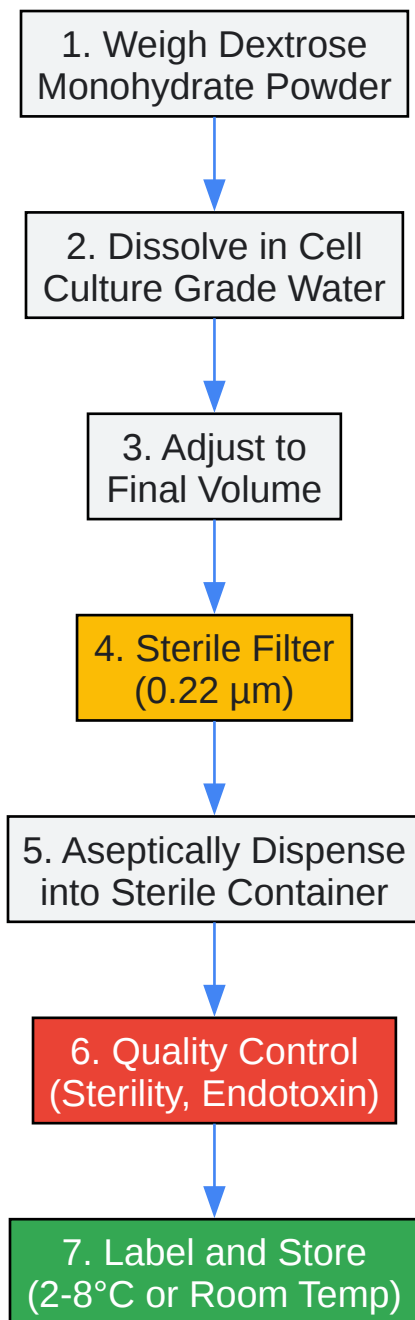 1. Weigh Dextrose
Monohydrate Powder
2. Dissolve in Cell
Culture Grade Water
3. Adjust to
Final Volume
4. Sterile Filter
(0.22 µm)
5. Aseptically Dispense
into Sterile Container
6. Quality Control
(Sterility, Endotoxin)
7. Label and Store
(2-8°C or Room Temp)